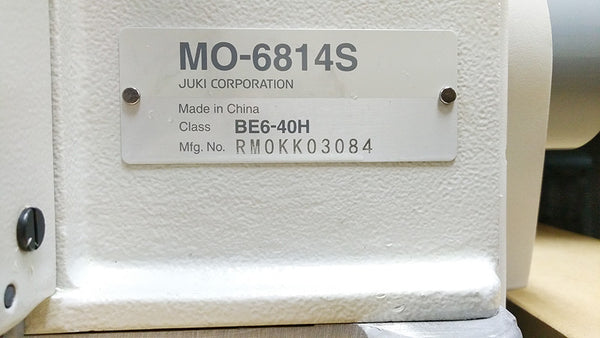 MO-6814S
JUKI CORPORATION
Made in China
Class BE6-40H
Mfg. No. RM0KK03084